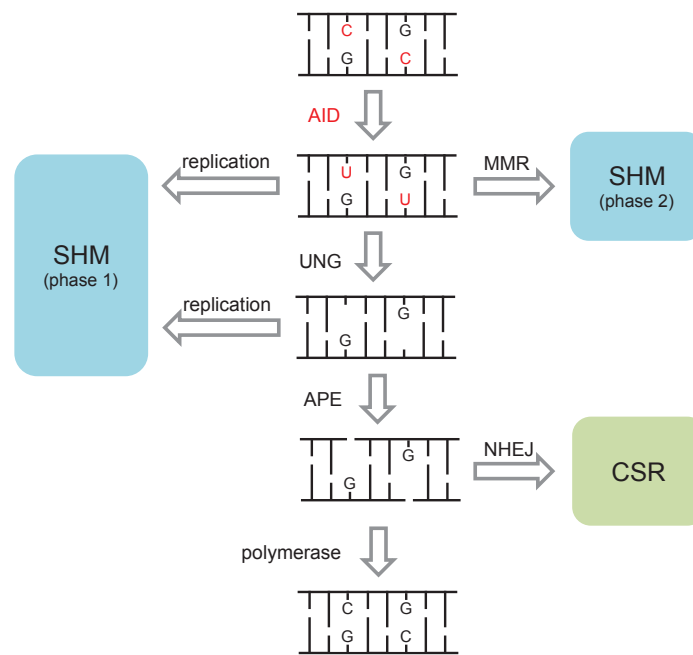 C G
G C
AID
replication
U G
G U
MMR
SHM
(phase 2)
SHM
(phase 1)
UNG
replication
G
G
APE
G
G
NHEJ
CSR
polymerase
C G
G C